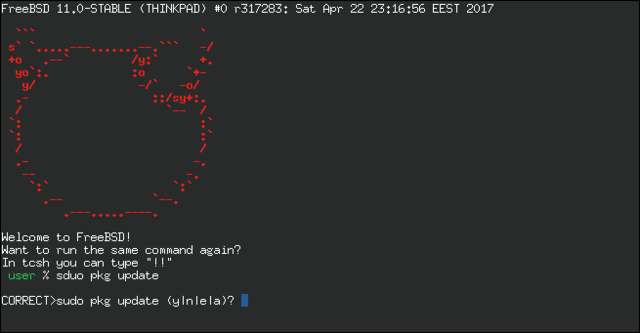 FreeBSD 11.0-STABLE (THINKPAD) #0 r317283: Sat Apr 22 23:16:56 EEST 2017
Welcome to FreeBSD!
Want to run the same command again?
In tcsh you can type "!!"
user % sduo pkg update
CORRECT>sudo pkg update (y|n|e|a)?